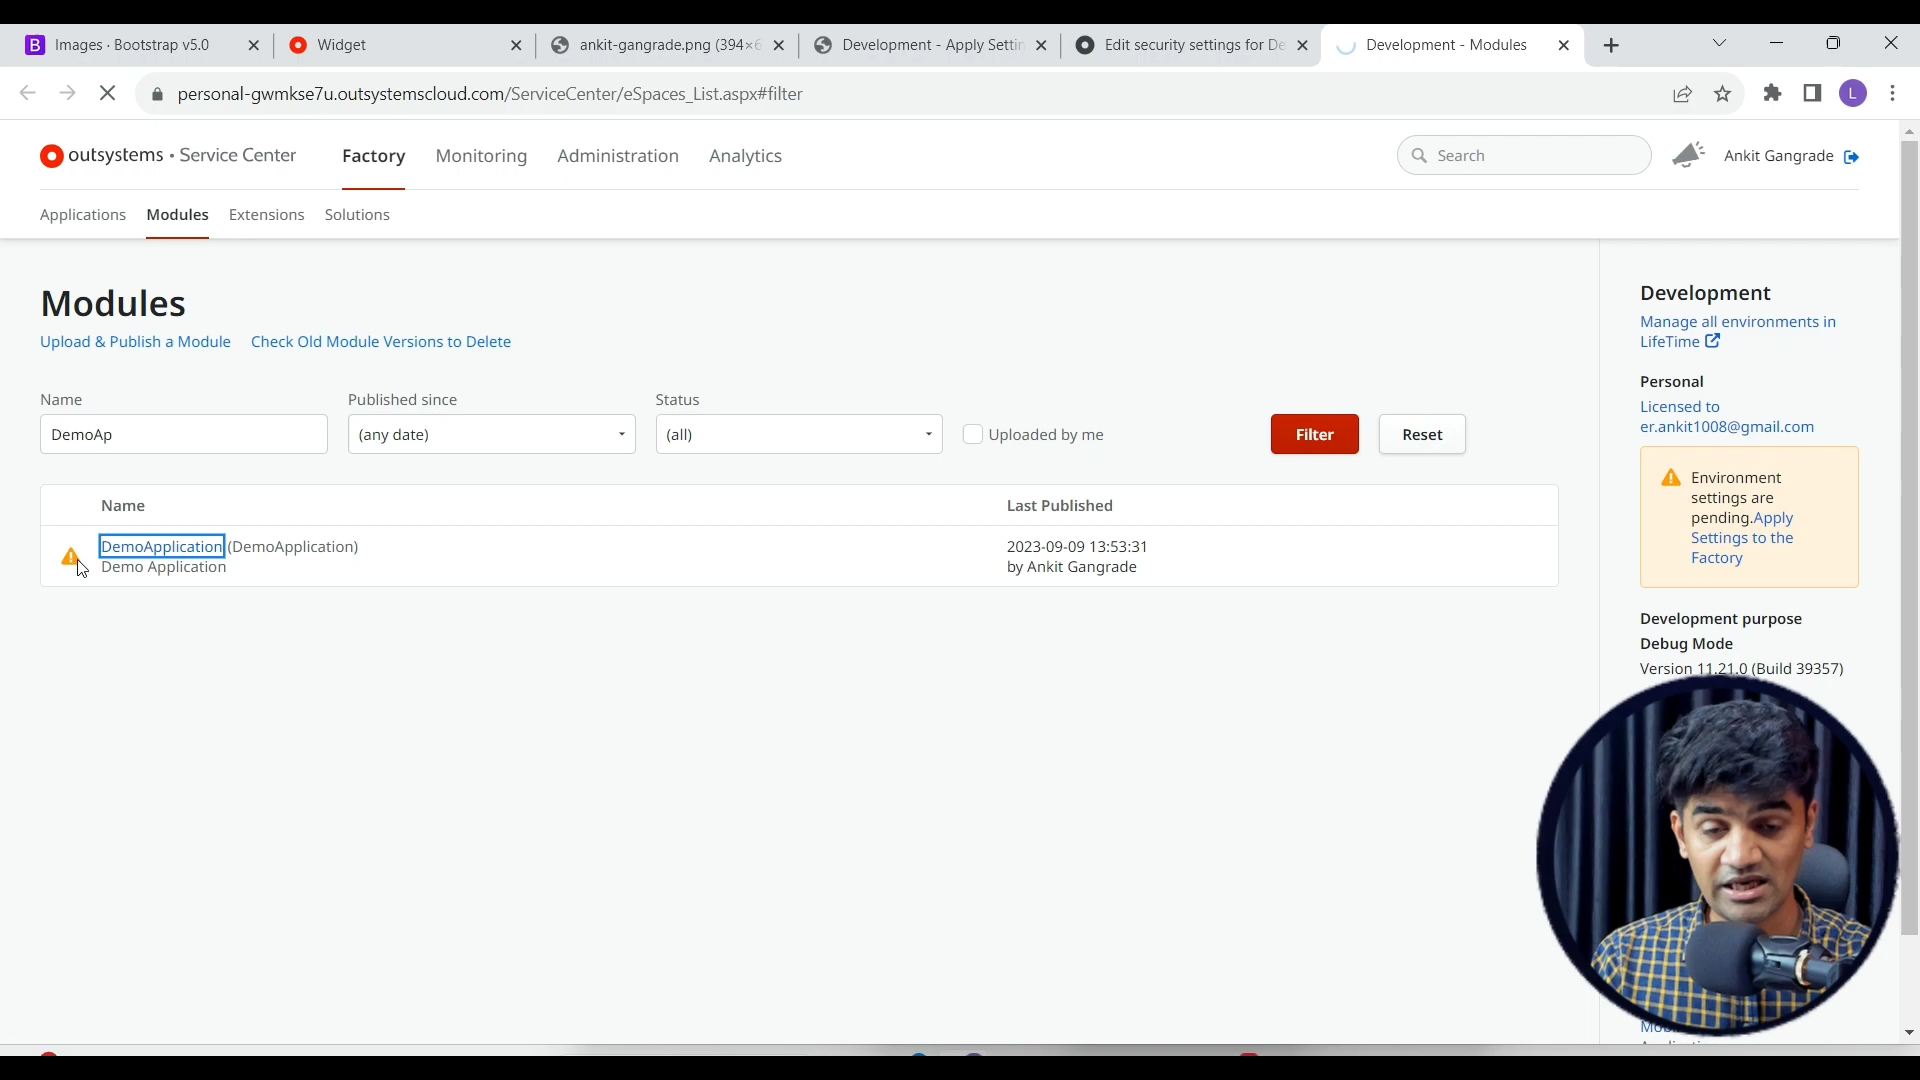 Images · Bootstrap v5.0
Widget
ankit-gangrade.png (394×6
Development - Apply Settin
Edit security settings for De
Development - Modules
personal-gwmkse7u.outsystemscloud.com/ServiceCenter/eSpaces_List.aspx#filter
L
outsystems • Service Center
Factory
Monitoring
Administration
Analytics
Search
Ankit Gangrade
Applications
Modules
Extensions
Solutions
Modules
Upload & Publish a Module
Check Old Module Versions to Delete
Name
Published since
Status
DemoAp
(any date)
(all)
Uploaded by me
Filter
Reset
Name
Last Published
DemoApplication (DemoApplication)
Demo Application
2023-09-09 13:53:31
by Ankit Gangrade
Development
Manage all environments in
LifeTime
Personal
Licensed to
er.ankit1008@gmail.com
Environment
settings are
pending.Apply
Settings to the
Factory
Development purpose
Debug Mode
Version 11.21.0 (Build 39357)